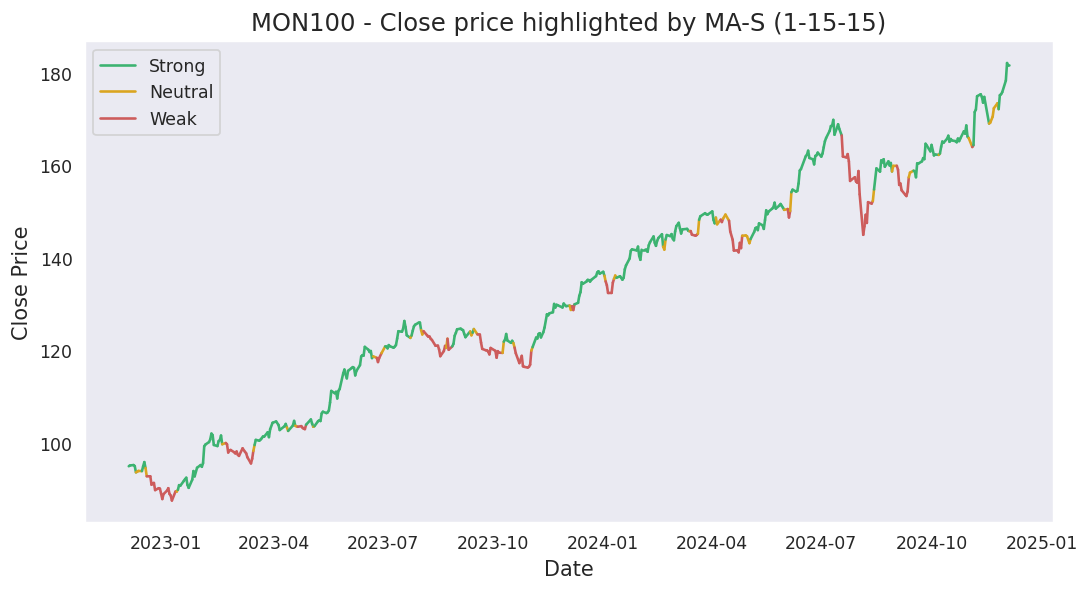 MON100 - Close price highlighted by MA-S (1-15-15)
Strong
Neutral
Weak
180
160
140
120
100
Close Price
2023-01 2023-04 2023-07 2023-10 2024-01 2024-04 2024-07 2024-10 2025-01
Date